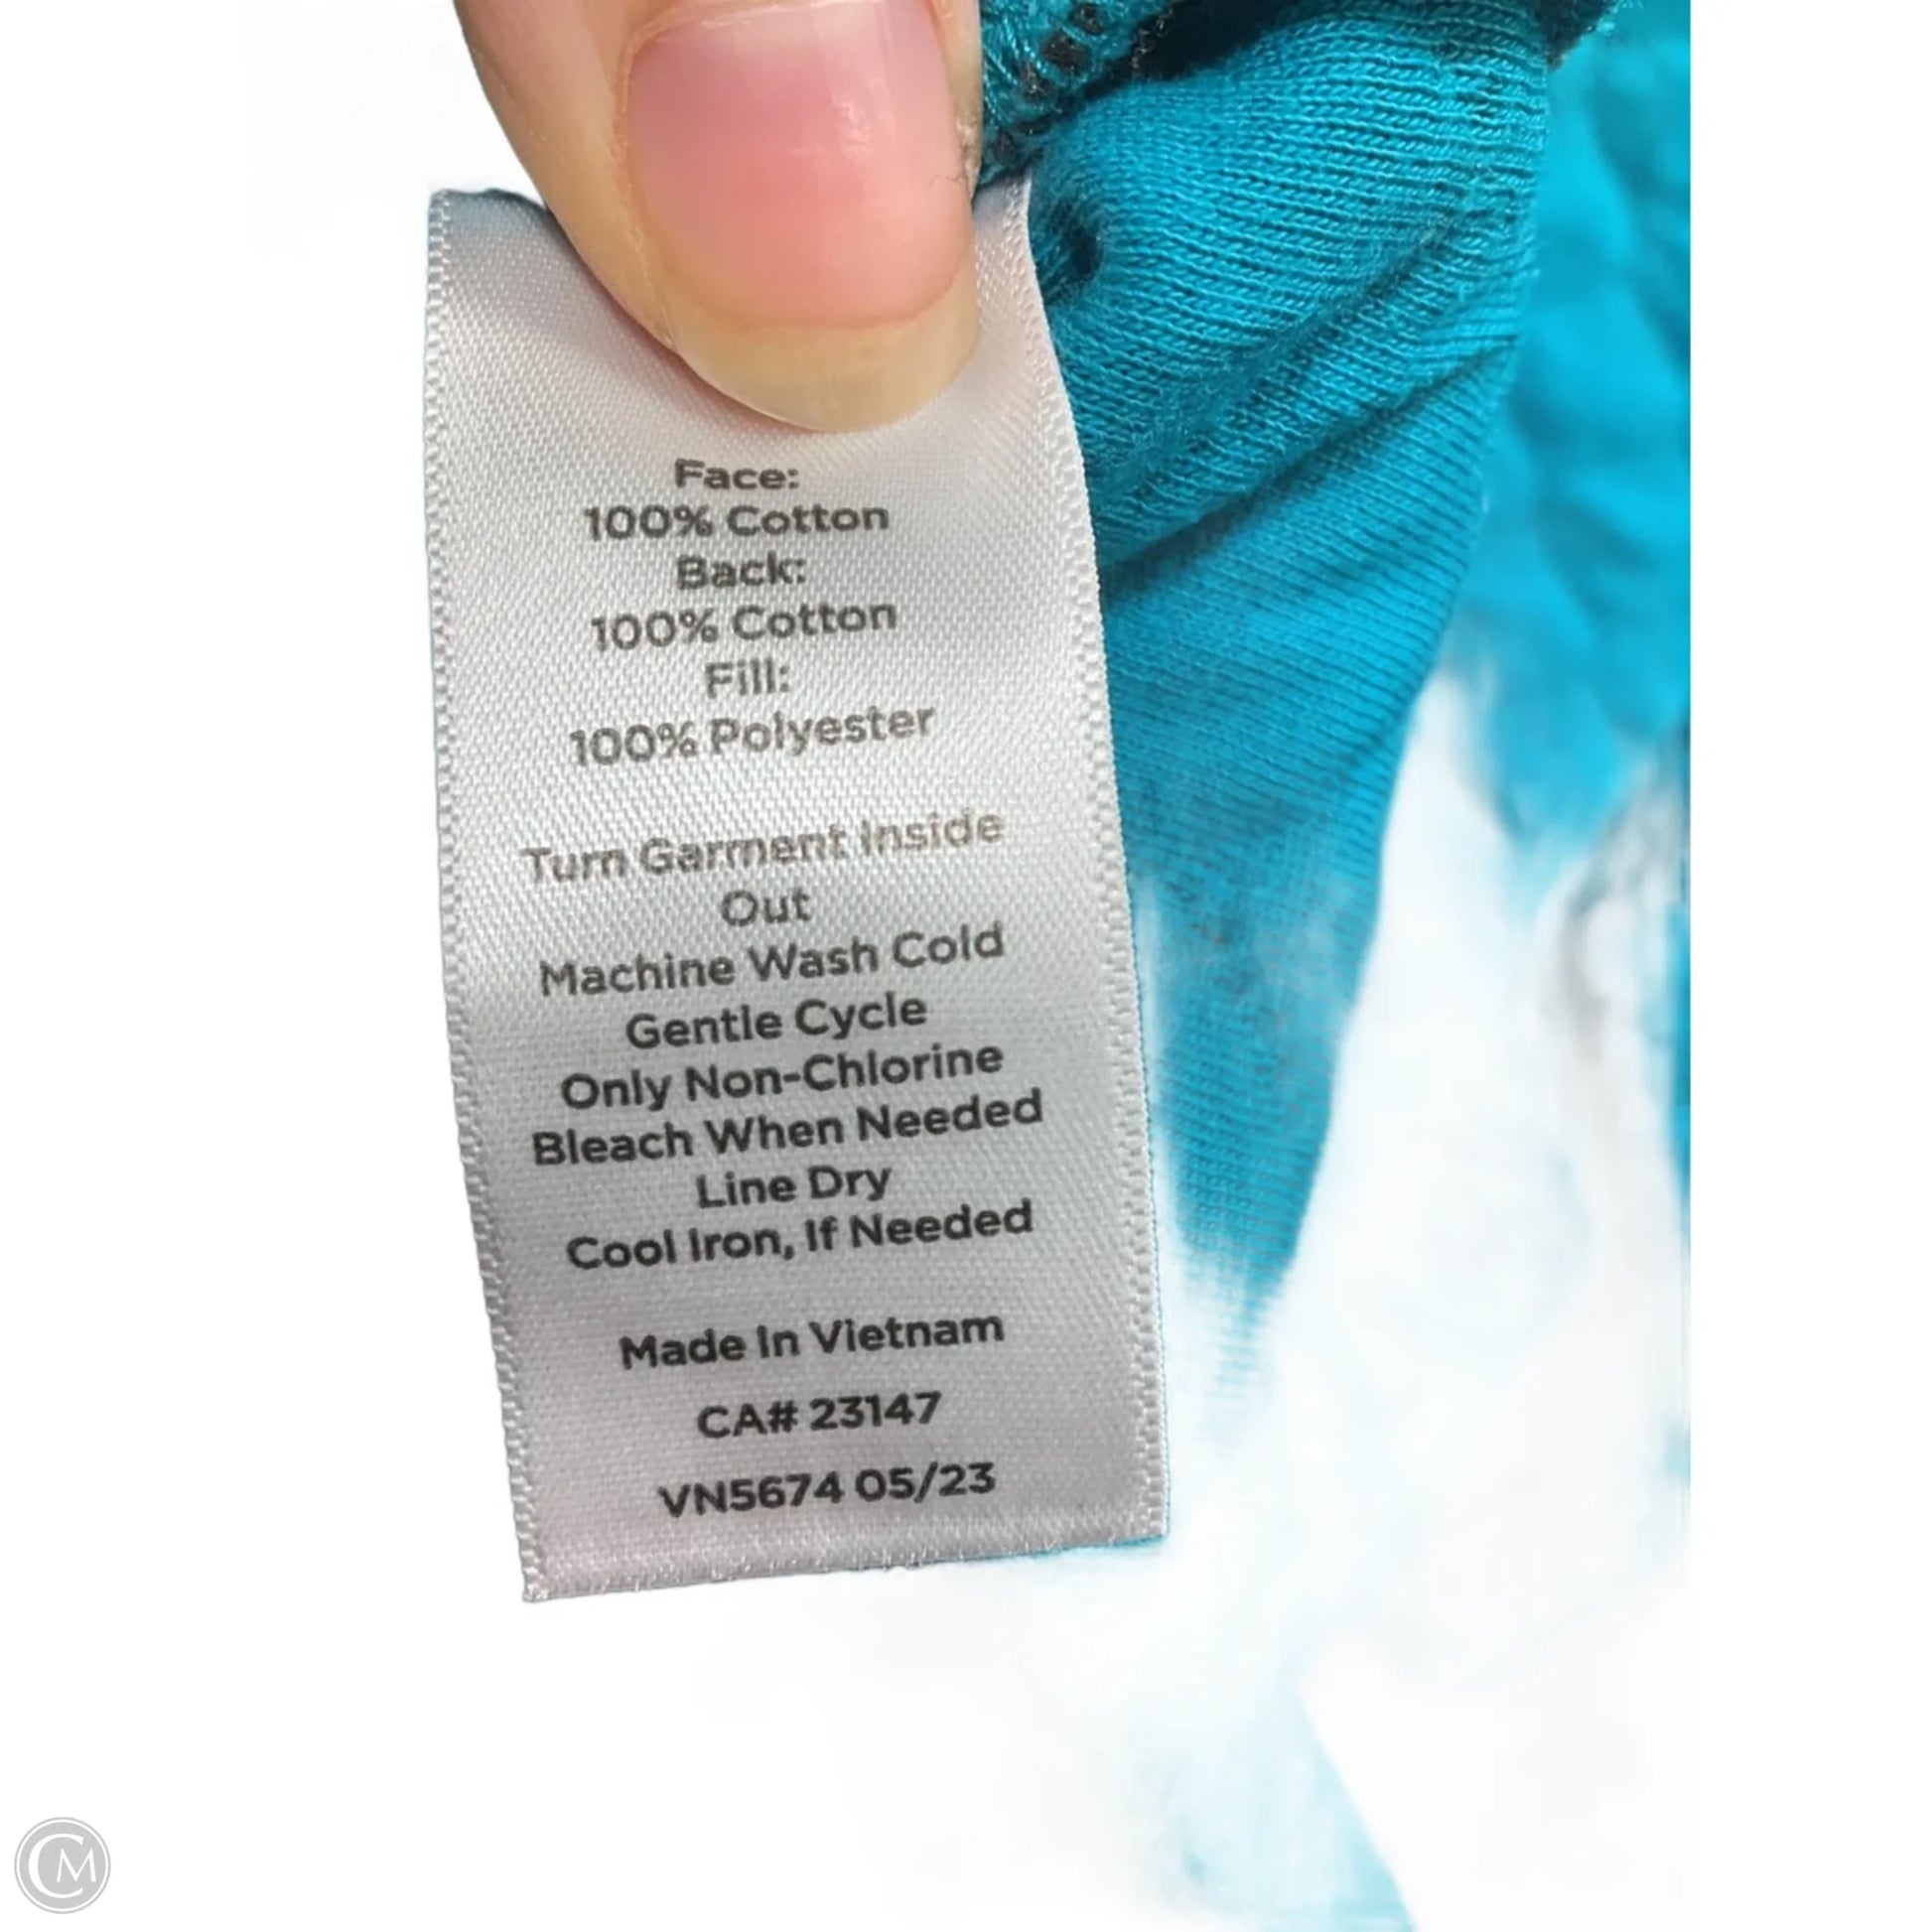 Face:
100% Cotton
Back:
100% Cotton
Fill:
100% Polyester
Turn Garment Inside
Out
Machine Wash Cold
Gentle Cycle
Only Non-Chlorine
Bleach When Needed
Line Dry
Cool Iron, If Needed
Made In Vietnam
CA# 23147
VN5674 05/23
CM